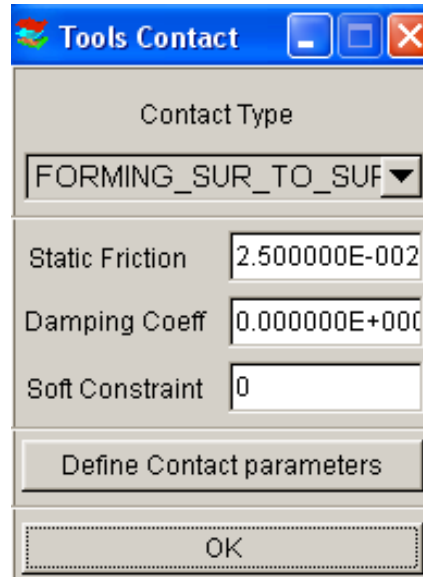 Tools Contact
Contact Type
FORMING_SUR_TO_SUF
Static Friction 2.500000E-002
Damping Coeff 0.000000E+000
Soft Constraint 0
Define Contact parameters
OK